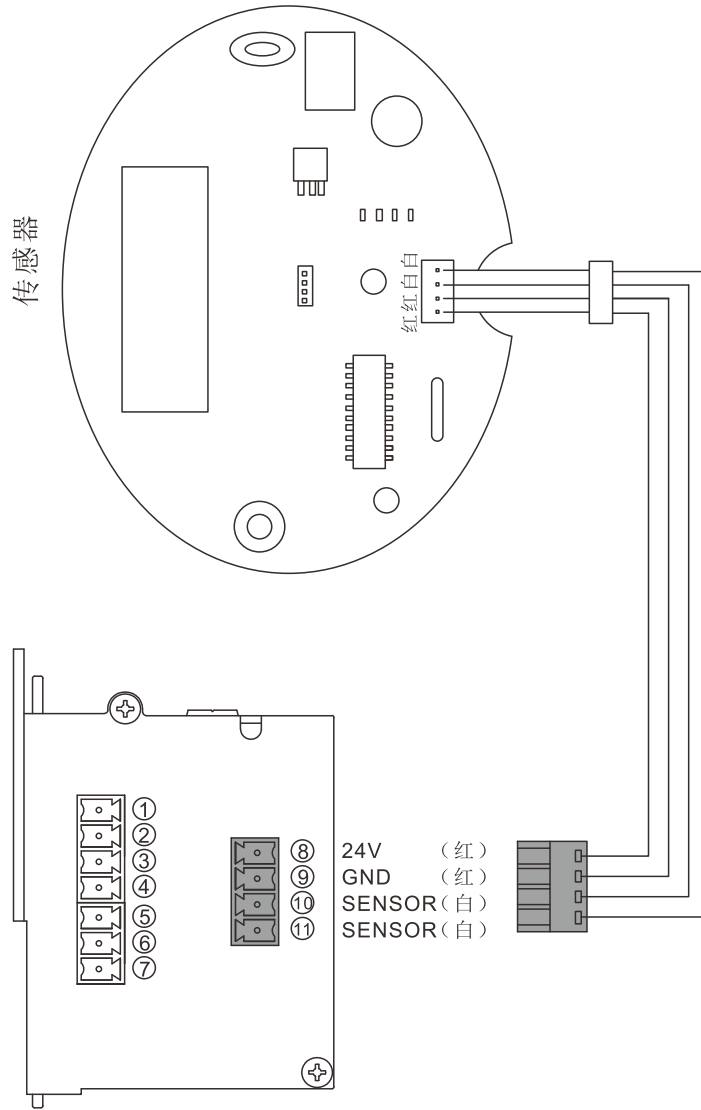 传感器
红红白白
①
②
③
④
⑤
⑥
⑦
⑧ 24V （红）
⑨ GND （红）
⑩ SENSOR（白）
⑪ SENSOR（白）